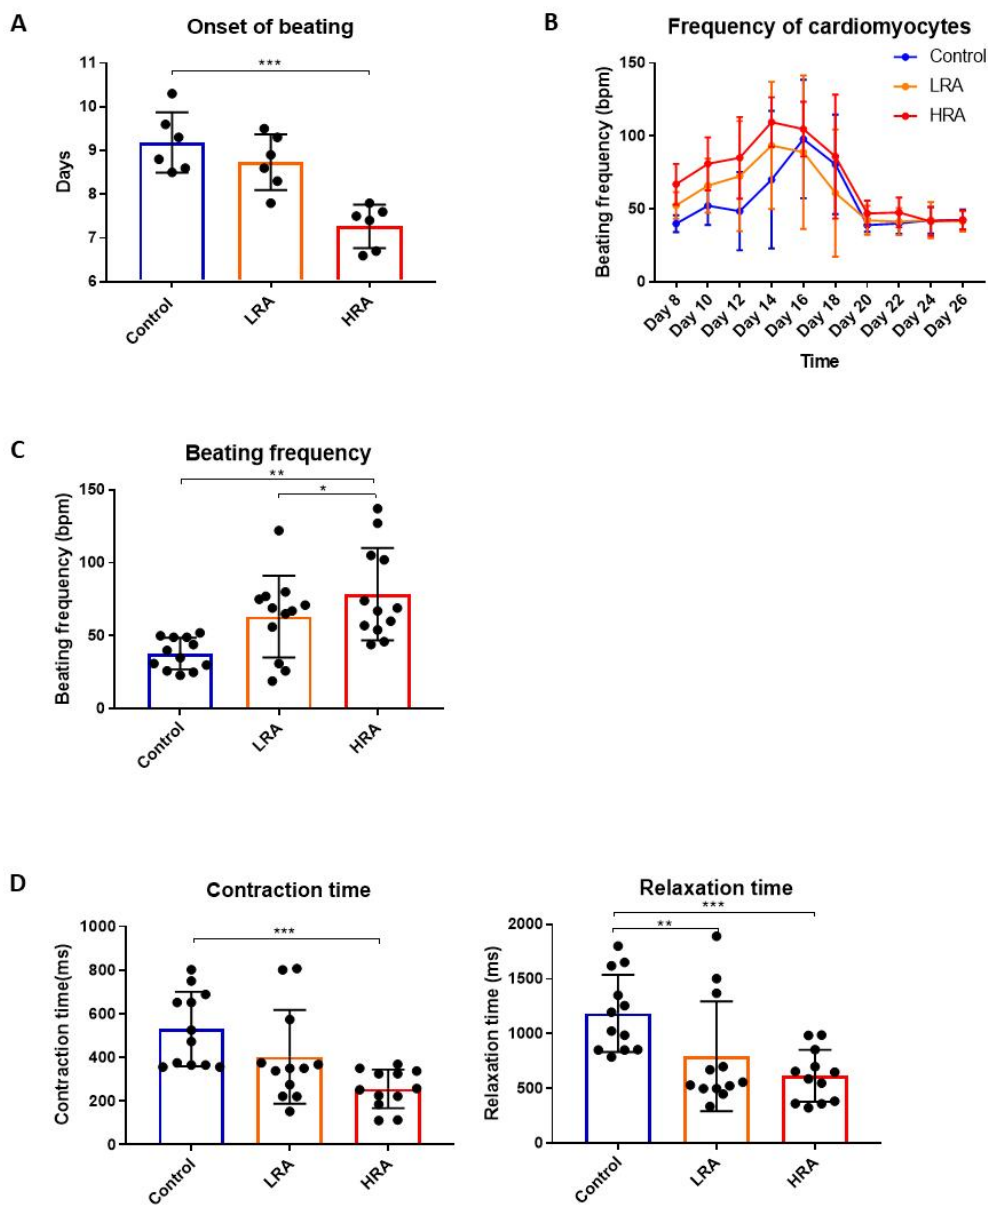 A
Onset of beating
***
11
10
9
8
7
6
Days
Control
LRA
HRA
B
Frequency of cardiomyocytes
Control
LRA
HRA
150
100
50
0
Beating frequency (bpm)
Day 8
Day 10
Day 12
Day 14
Day 16
Day 18
Day 20
Day 22
Day 24
Day 26
Time
C
Beating frequency
**
*
150
100
50
0
Beating frequency (bpm)
Control
LRA
HRA
D
Contraction time
***
1000
800
600
400
200
0
Contraction time(ms)
Control
LRA
HRA
Relaxation time
***
**
2000
1500
1000
500
0
Relaxation time (ms)
Control
LRA
HRA